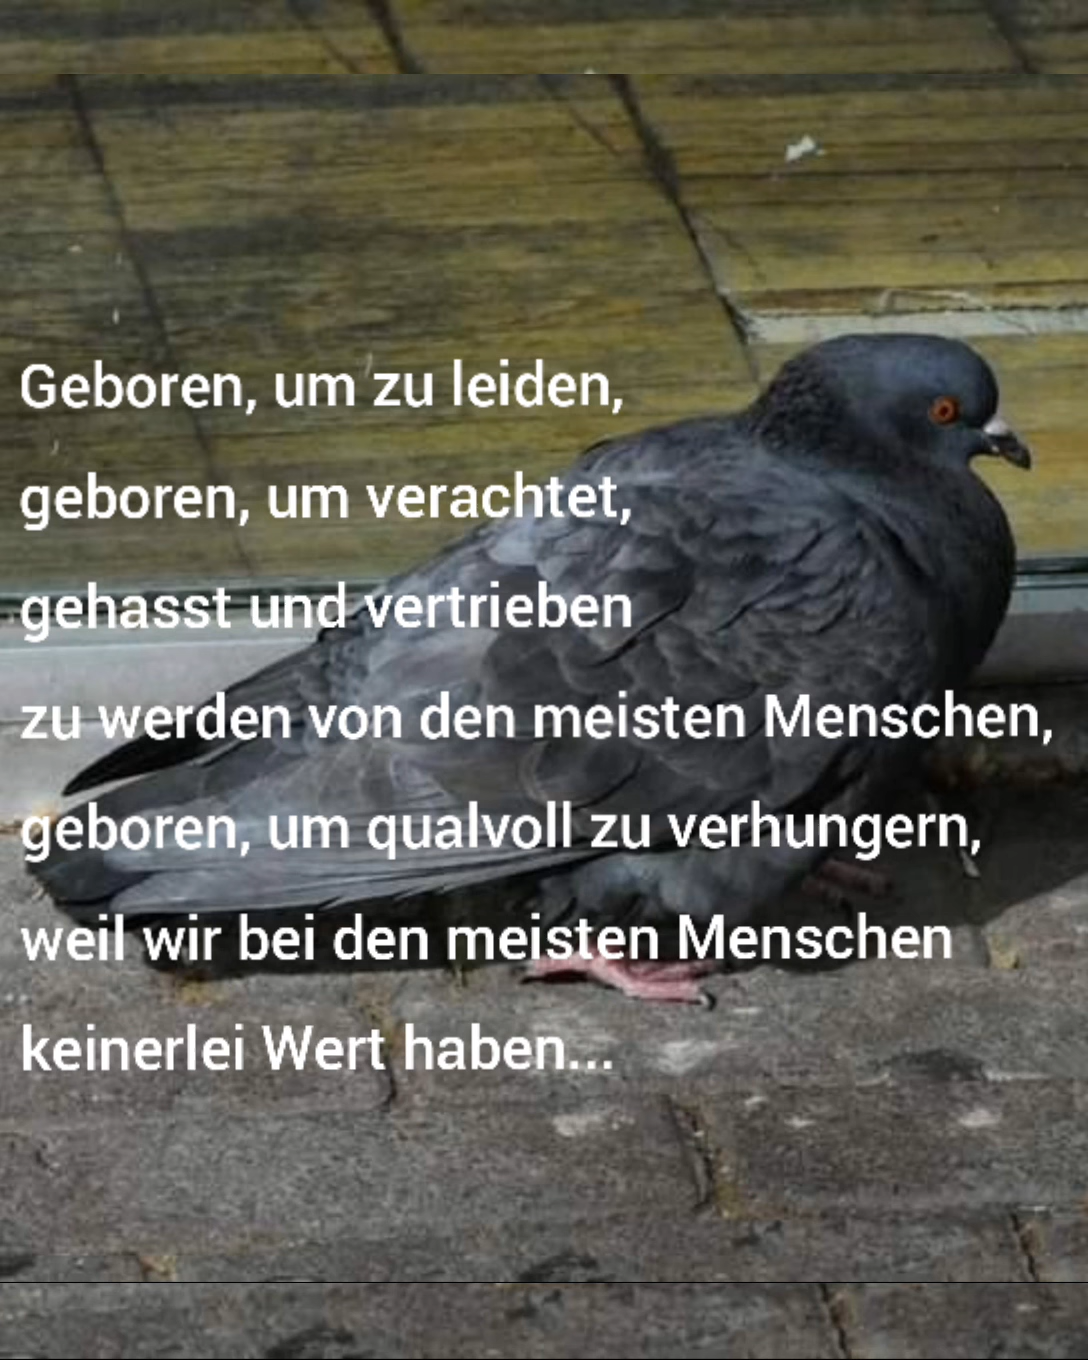 Geboren, um zu leiden,
geboren, um verachtet,
gehasst und vertrieben
zu werden von den meisten Menschen,
geboren, um qualvoll zu verhungern,
weil wir bei den meisten Menschen
keinerlei Wert haben...